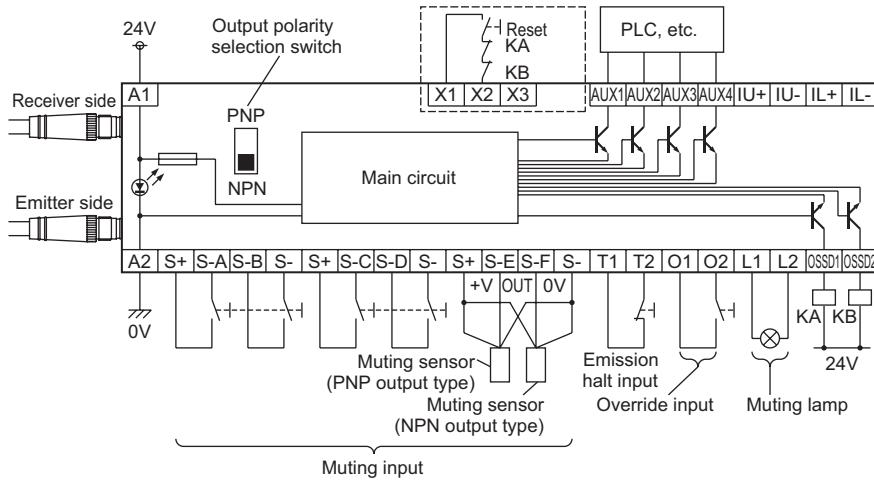 24V
Output polarity
selection switch
Reset
KA
KB
PLC, etc.
A1
X1 X2 X3
AUX1 AUX2 AUX3 AUX4 IU+ IU- IL+ IL-
Receiver side
PNP
NPN
Main circuit
Emitter side
A2 S+ S-A S-B S- S+ S-C S-D S- S+ S-E S-F S- T1 T2 O1 O2 L1 L2 OSSD1 OSSD2
+V OUT 0V
0V
KA KB
24V
Muting sensor
(PNP output type)
Muting sensor
(NPN output type)
Emission
halt input
Override input
Muting lamp
Muting input